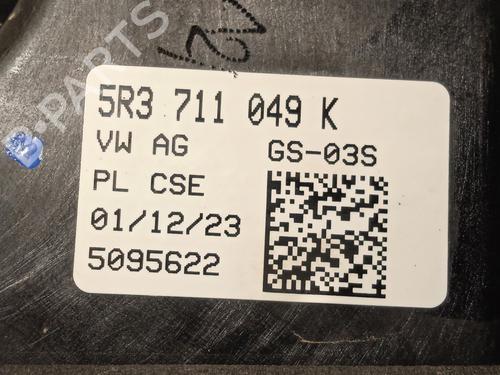 B-PARTS
5R3 711 049 K
VW AG GS-03S
PL CSE
01/12/23
5095622